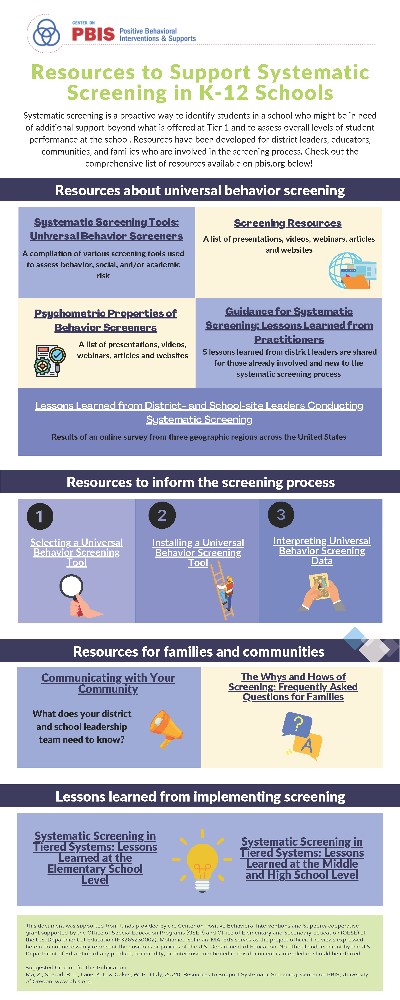 CENTER ON
PBIS
Positive Behavioral
Interventions & Supports
Resources to Support Systematic
Screening in K-12 Schools
Systematic screening is a proactive way to identify students in a school who might be in need
of additional support beyond what is offered at Tier 1 and to assess overall levels of student
performance at the school. Resources have been developed for district leaders, educators,
communities, and families who are involved in the screening process. Check out the
comprehensive list of resources available on pbis.org below!
Resources about universal behavior screening
Systematic Screening Tools:
Universal Behavior Screeners
A compilation of various screening tools used
to assess behavior, social, and/or academic
risk
Screening Resources
A list of presentations, videos, webinars, articles
and websites
Psychometric Properties of
Behavior Screeners
A list of presentations, videos,
webinars, articles and websites
Guidance for Systematic
Screening: Lessons Learned from
Practitioners
5 lessons learned from district leaders are shared
for those already involved and new to the
systematic screening process
Lessons Learned from District- and School-site Leaders Conducting
Systematic Screening
Results of an online survey from three geographic regions across the United States
Resources to inform the screening process
1
Selecting a Universal
Behavior Screening
Tool
2
Installing a Universal
Behavior Screening
Tool
3
Interpreting Universal
Behavior Screening
Data
Resources for families and communities
Communicating with Your
Community
What does your district
and school leadership
team need to know?
The Whys and Hows of
Screening: Frequently Asked
Questions for Families
?
A
Lessons learned from implementing screening
Systematic Screening in
Tiered Systems: Lessons
Learned at the
Elementary School
Level
Systematic Screening in
Tiered Systems: Lessons
Learned at the Middle
and High School Level
This document was supported from funds provided by the Center on Positive Behavioral Interventions and Supports cooperative
grant supported by the Office of Special Education Programs (OSEP) and Office of Elementary and Secondary Education (OESE) of
the U.S. Department of Education (H326S230002). Mohamed Soliman, MA, EdS serves as the project officer. The views expressed
herein do not necessarily represent the positions or policies of the U.S. Department of Education. No official endorsement by the U.S.
Department of Education of any product, commodity, or enterprise mentioned in this document is intended or should be inferred.
Suggested Citation for this Publication
Ma, Z., Sherod, R. L., Lane, K. L. & Oakes, W. P. (July, 2024). Resources to Support Systematic Screening. Center on PBIS, University
of Oregon. www.pbis.org.